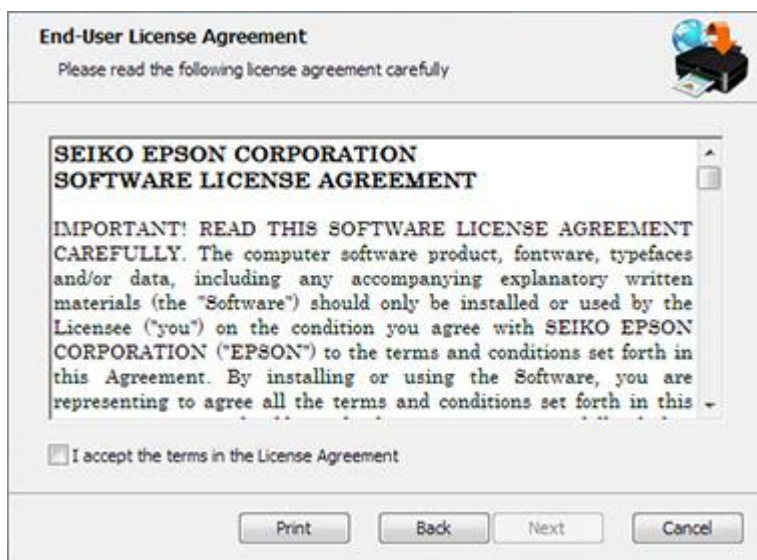 End-User License Agreement
Please read the following license agreement carefully
SEIKO EPSON CORPORATION
SOFTWARE LICENSE AGREEMENT
IMPORTANT! READ THIS SOFTWARE LICENSE AGREEMENT
CAREFULLY. The computer software product, fontware, typefaces
and/or data, including any accompanying explanatory written
materials (the "Software") should only be installed or used by the
Licensee ("you") on the condition you agree with SEIKO EPSON
CORPORATION ("EPSON") to the terms and conditions set forth in
this Agreement. By installing or using the Software, you are
representing to agree all the terms and conditions set forth in this
I accept the terms in the License Agreement
Print Back Next Cancel